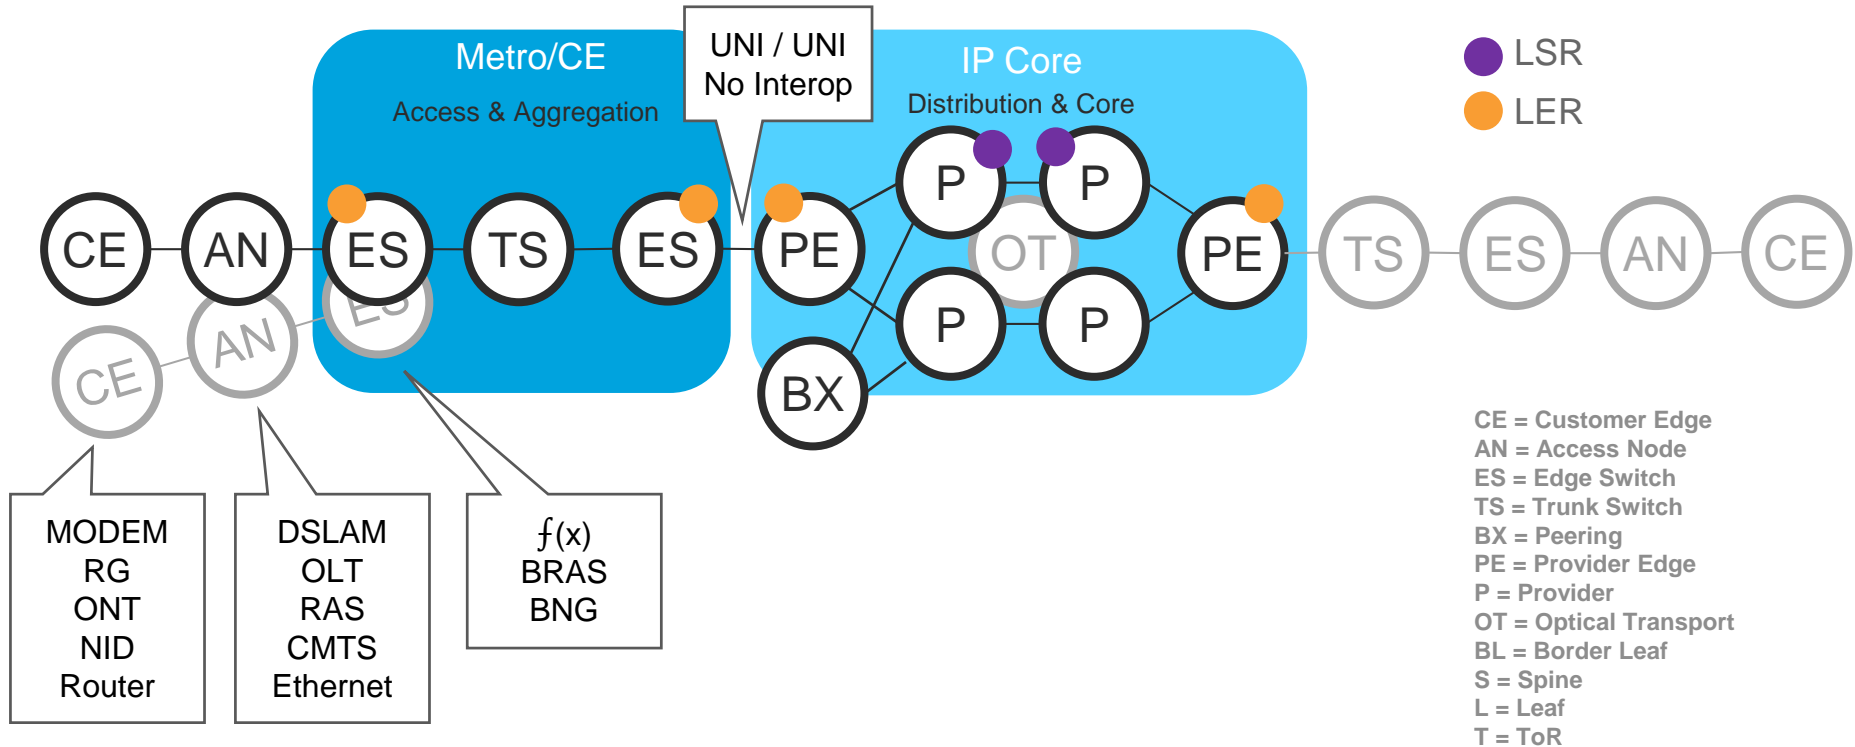 Metro/CE
Access & Aggregation
UNI / UNI
No Interop
IP Core
Distribution & Core
LSR
LER
P
P
CE
AN
ES
TS
ES
PE
OT
PE
TS
ES
AN
CE
CE
AN
ES
P
P
BX
MODEM
RG
ONT
NID
Router
DSLAM
OLT
RAS
CMTS
Ethernet
ƒ(x)
BRAS
BNG
CE = Customer Edge
AN = Access Node
ES = Edge Switch
TS = Trunk Switch
BX = Peering
PE = Provider Edge
P = Provider
OT = Optical Transport
BL = Border Leaf
S = Spine
L = Leaf
T = ToR